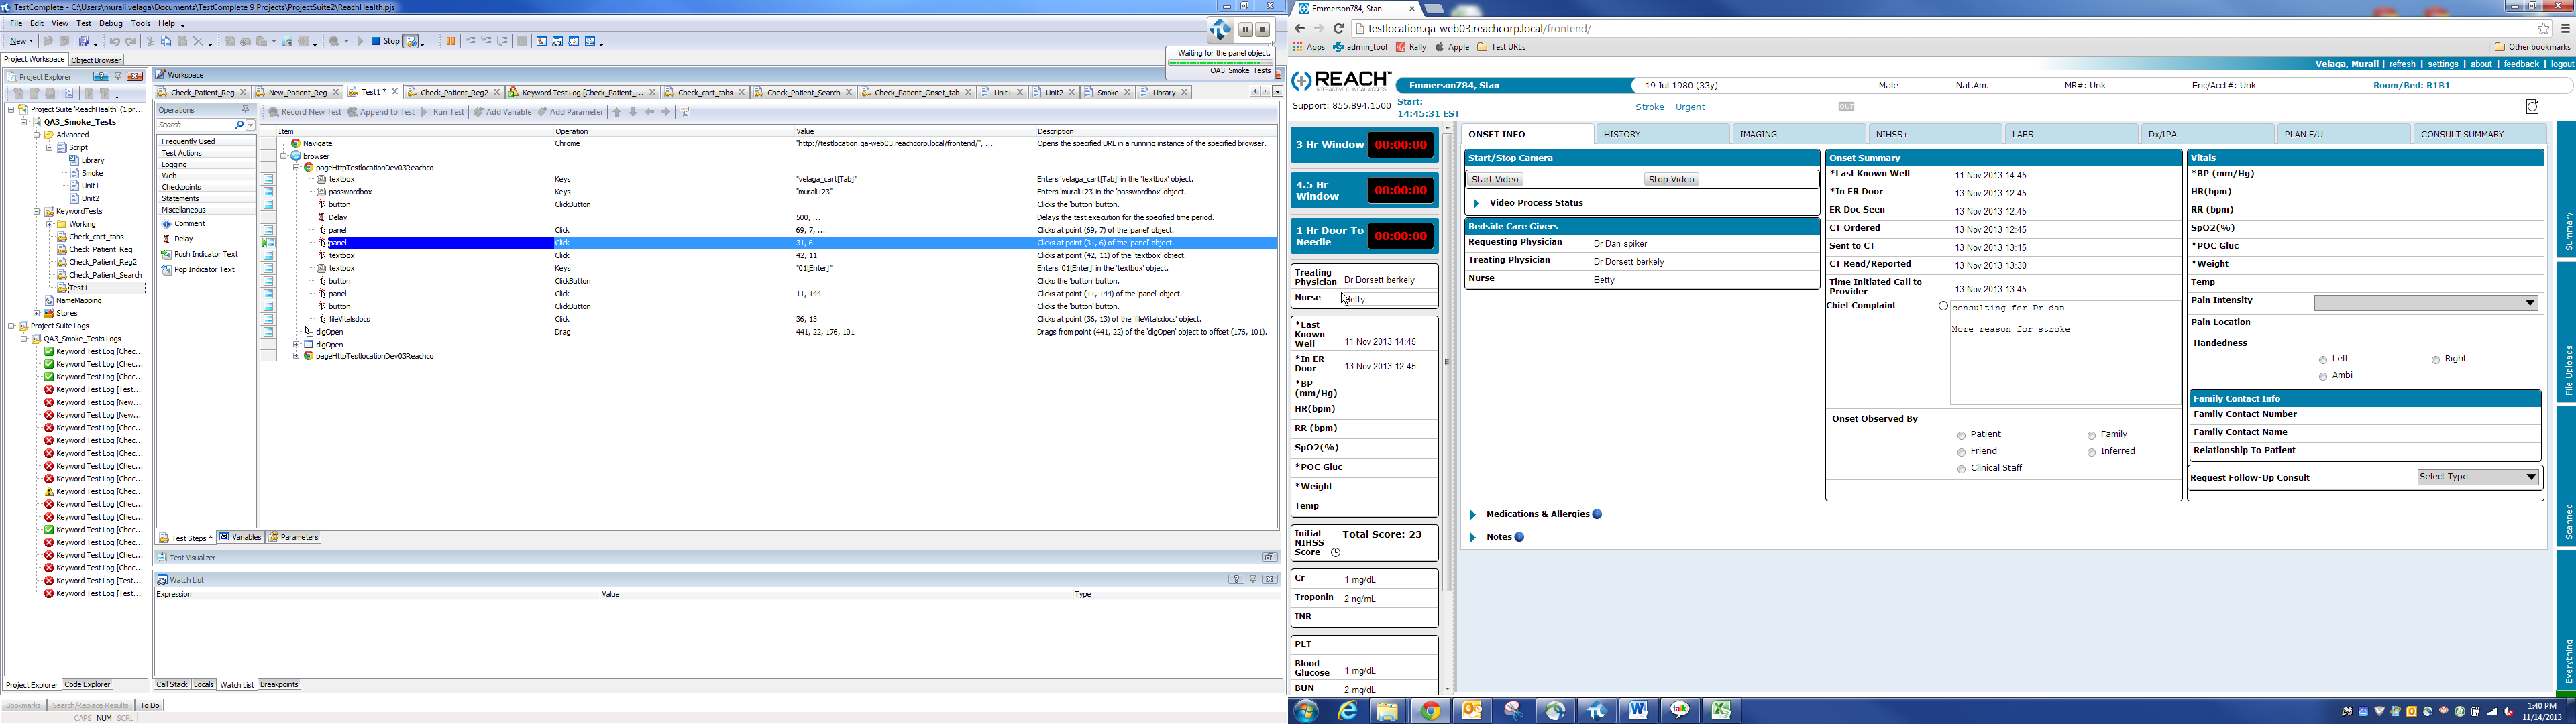 TestComplete - C:\Users\murali.velaga\Documents\TestComplete 9 Projects\ProjectSuite2\ReachHealth.pjs
File Edit View Test Debug Tools Help
New Stop
Waiting for the panel object.
QA3_Smoke_Tests
Project Workspace Object Browser
Project Explorer
Project Suite 'ReachHealth' (1 pr...
QA3_Smoke_Tests
Advanced
Script
Library
Smoke
Unit1
Unit2
KeywordTests
Working
Check_cart_tabs
Check_Patient_Reg
Check_Patient_Reg2
Check_Patient_Search
Test1
NameMapping
Stores
Project Suite Logs
QA3_Smoke_Tests Logs
Keyword Test Log [Chec...
Keyword Test Log [Chec...
Keyword Test Log [Chec...
Keyword Test Log [Test...
Keyword Test Log [New...
Keyword Test Log [New...
Keyword Test Log [Chec...
Keyword Test Log [Chec...
Keyword Test Log [Chec...
Keyword Test Log [Chec...
Keyword Test Log [Chec...
Keyword Test Log [Chec...
Keyword Test Log [Chec...
Keyword Test Log [Chec...
Keyword Test Log [Chec...
Keyword Test Log [Chec...
Keyword Test Log [Chec...
Keyword Test Log [Chec...
Keyword Test Log [Test...
Keyword Test Log [Test...
Project Explorer Code Explorer
Workspace
Check_Patient_Reg New_Patient_Reg Test1 * Check_Patient_Reg2 Keyword Test Log [Check_Patient_... Check_cart_tabs Check_Patient_Search Check_Patient_Onset_tab Unit1 Unit2 Smoke Library
Operations
Search
Frequently Used
Test Actions
Logging
Web
Checkpoints
Statements
Miscellaneous
Comment
Delay
Push Indicator Text
Pop Indicator Text
Record New Test Append to Test Run Test Add Variable Add Parameter
Item Operation Value Description
Navigate Chrome "http://testlocation.qa-web03.reachcorp.local/frontend/", ... Opens the specified URL in a running instance of the specified browser.
browser
pageHttpTestlocationDev03Reachco
textbox Keys "velaga_cart[Tab]" Enters 'velaga_cart[Tab]' in the 'textbox' object.
passwordbox Keys "murali123" Enters 'murali123' in the 'passwordbox' object.
button ClickButton Clicks the 'button' button.
Delay 500, ... Delays the test execution for the specified time period.
panel Click 69, 7, ... Clicks at point (69, 7) of the 'panel' object.
panel Click 31, 6 Clicks at point (31, 6) of the 'panel' object.
textbox Click 42, 11 Clicks at point (42, 11) of the 'textbox' object.
textbox Keys "01[Enter]" Enters '01[Enter]' in the 'textbox' object.
button ClickButton Clicks the 'button' button.
panel Click 11, 144 Clicks at point (11, 144) of the 'panel' object.
button ClickButton Clicks the 'button' button.
fileVitalsdocs Click 36, 13 Clicks at point (36, 13) of the 'fileVitalsdocs' object.
dlgOpen Drag 441, 22, 176, 101 Drags from point (441, 22) of the 'dlgOpen' object to offset (176, 101).
dlgOpen
pageHttpTestlocationDev03Reachco
Test Steps * Variables Parameters
Test Visualizer
Watch List
Expression Value Type
Call Stack Locals Watch List Breakpoints
Bookmarks Search/Replace Results To Do
CAPS NUM SCRL
Emmerson784, Stan
testlocation.qa-web03.reachcorp.local/frontend/
Apps admin_tool Rally Apple Test URLs Other bookmarks
Velaga, Murali | refresh | settings | about | feedback | logout
REACH
Emmerson784, Stan 19 Jul 1980 (33y) Male Nat.Am. MR#: Unk Enc/Acct#: Unk Room/Bed: R1B1
Support: 855.894.1500 Start: 14:45:31 EST Stroke - Urgent OUT
3 Hr Window 00:00:00
4.5 Hr Window 00:00:00
1 Hr Door To Needle 00:00:00
Treating Physician Dr Dorsett berkely
Nurse Betty
*Last Known Well 11 Nov 2013 14:45
*In ER Door 13 Nov 2013 12:45
*BP (mm/Hg)
HR(bpm)
RR (bpm)
SpO2(%)
*POC Gluc
*Weight
Temp
Initial NIHSS Score Total Score: 23
Cr 1 mg/dL
Troponin 2 ng/mL
INR
PLT
Blood Glucose 1 mg/dL
BUN 2 mg/dL
ONSET INFO HISTORY IMAGING NIHSS+ LABS Dx/tPA PLAN F/U CONSULT SUMMARY
Start/Stop Camera
Start Video Stop Video
Video Process Status
Bedside Care Givers
Requesting Physician Dr Dan spiker
Treating Physician Dr Dorsett berkely
Nurse Betty
Medications & Allergies
Notes
Onset Summary
*Last Known Well 11 Nov 2013 14:45
*In ER Door 13 Nov 2013 12:45
ER Doc Seen 13 Nov 2013 12:45
CT Ordered 13 Nov 2013 12:45
Sent to CT 13 Nov 2013 13:15
CT Read/Reported 13 Nov 2013 13:30
Time Initiated Call to Provider 13 Nov 2013 13:45
Chief Complaint consulting for Dr dan
More reason for stroke
Onset Observed By
Patient Family
Friend Inferred
Clinical Staff
Vitals
*BP (mm/Hg)
HR(bpm)
RR (bpm)
SpO2(%)
*POC Gluc
*Weight
Temp
Pain Intensity
Pain Location
Handedness
Left Right
Ambi
Family Contact Info
Family Contact Number
Family Contact Name
Relationship To Patient
Request Follow-Up Consult Select Type
Summary
File Uploads
Scanned
Everything
1:40 PM
11/14/2013